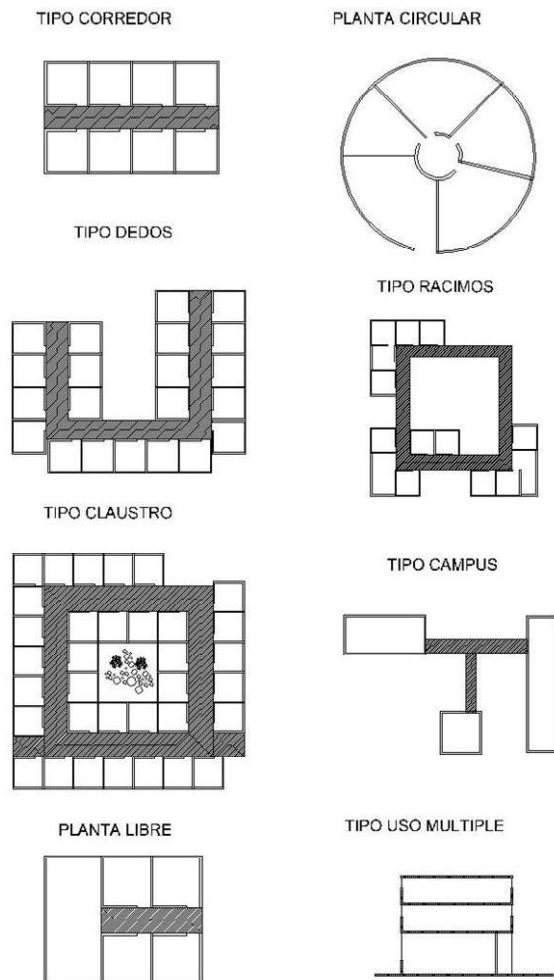 TIPO CORREDOR
PLANTA CIRCULAR
TIPO DEDOS
TIPO RACIMOS
TIPO CLAUSTRO
TIPO CAMPUS
PLANTA LIBRE
TIPO USO MULTIPLE